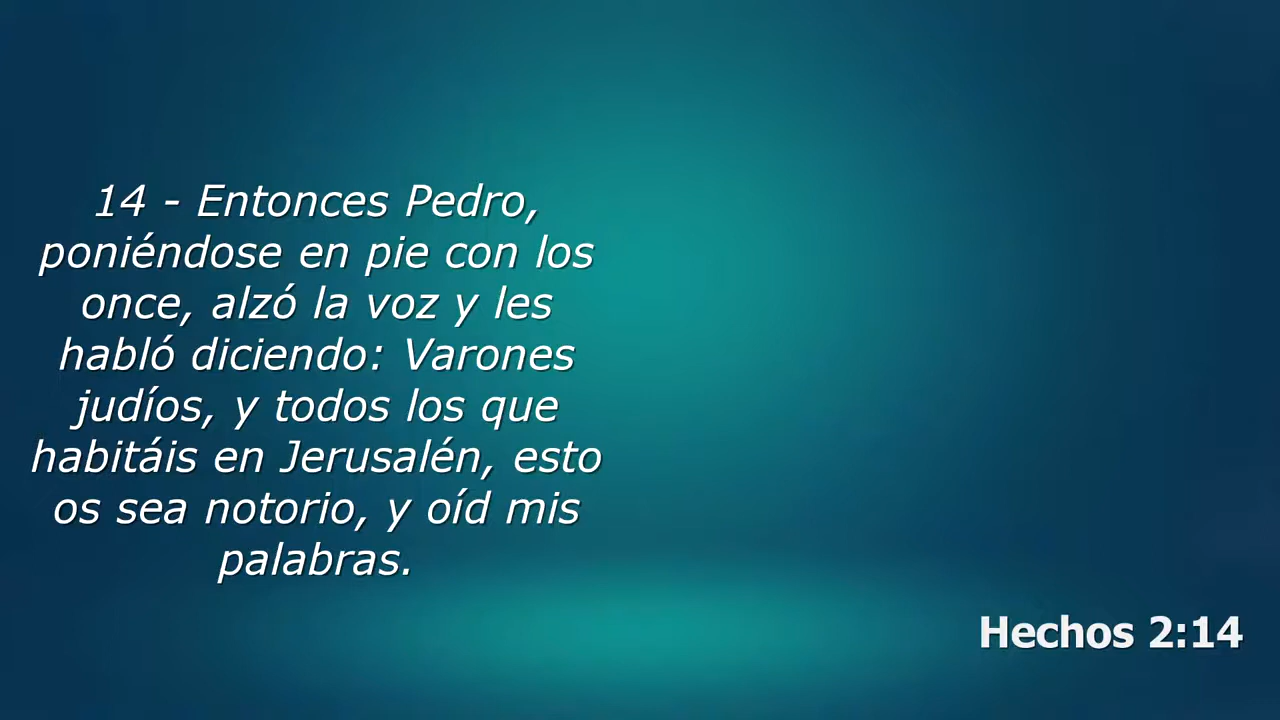 14 - Entonces Pedro,
poniéndose en pie con los
once, alzó la voz y les
habló diciendo: Varones
judíos, y todos los que
habitáis en Jerusalén, esto
os sea notorio, y oíd mis
palabras.
Hechos 2:14